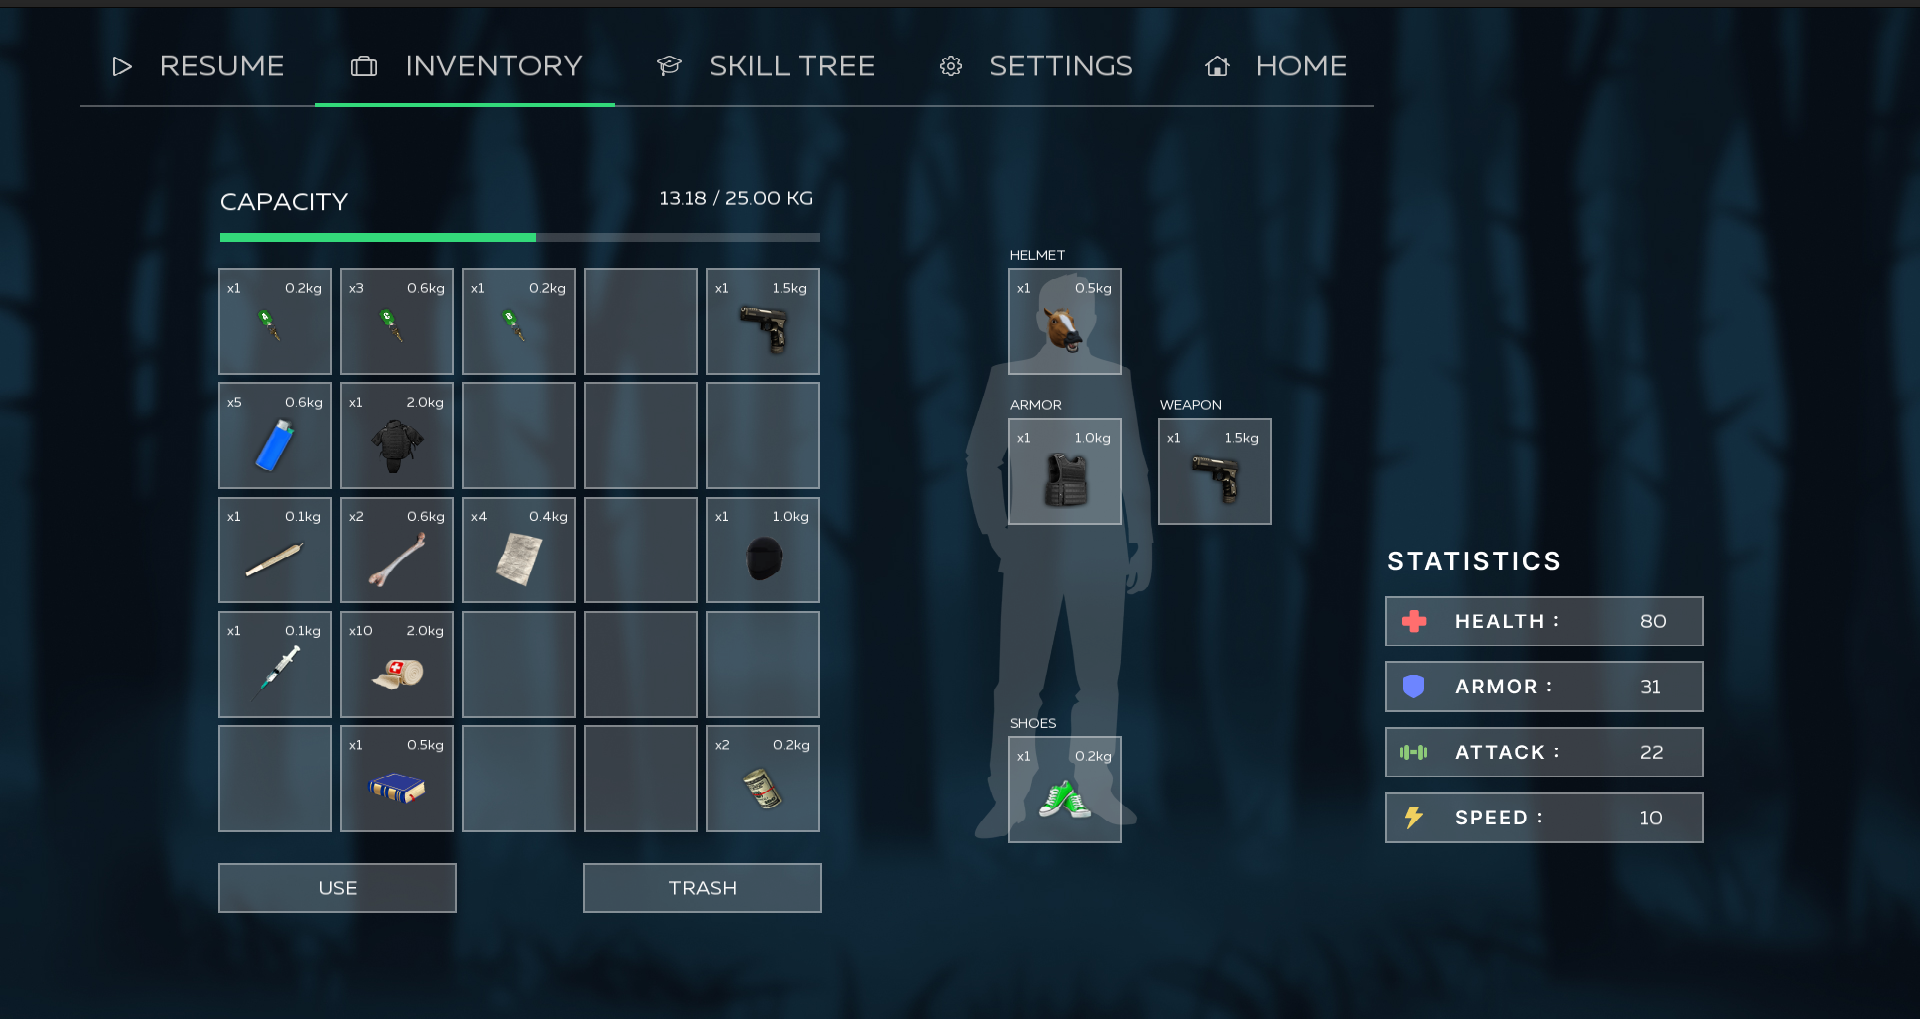 RESUME INVENTORY SKILL TREE SETTINGS HOME
CAPACITY 13.18 / 25.00 KG
x1 0.2kg x3 0.6kg x1 0.2kg x1 1.5kg
x5 0.6kg x1 2.0kg
x1 0.1kg x2 0.6kg x4 0.4kg x1 1.0kg
x1 0.1kg x10 2.0kg
x1 0.5kg x2 0.2kg
USE TRASH
HELMET
x1 0.5kg
ARMOR WEAPON
x1 1.0kg x1 1.5kg
SHOES
x1 0.2kg
STATISTICS
HEALTH : 80
ARMOR : 31
ATTACK : 22
SPEED : 10